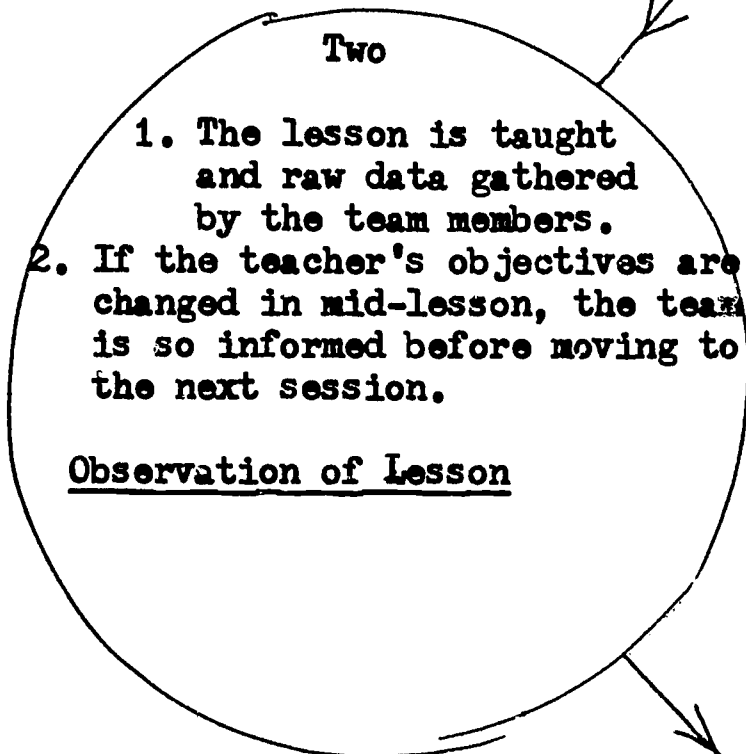 Two
1. The lesson is taught
and raw data gathered
by the team members.
2. If the teacher's objectives are
changed in mid-lesson, the team
is so informed before moving to
the next session.
Observation of Lesson